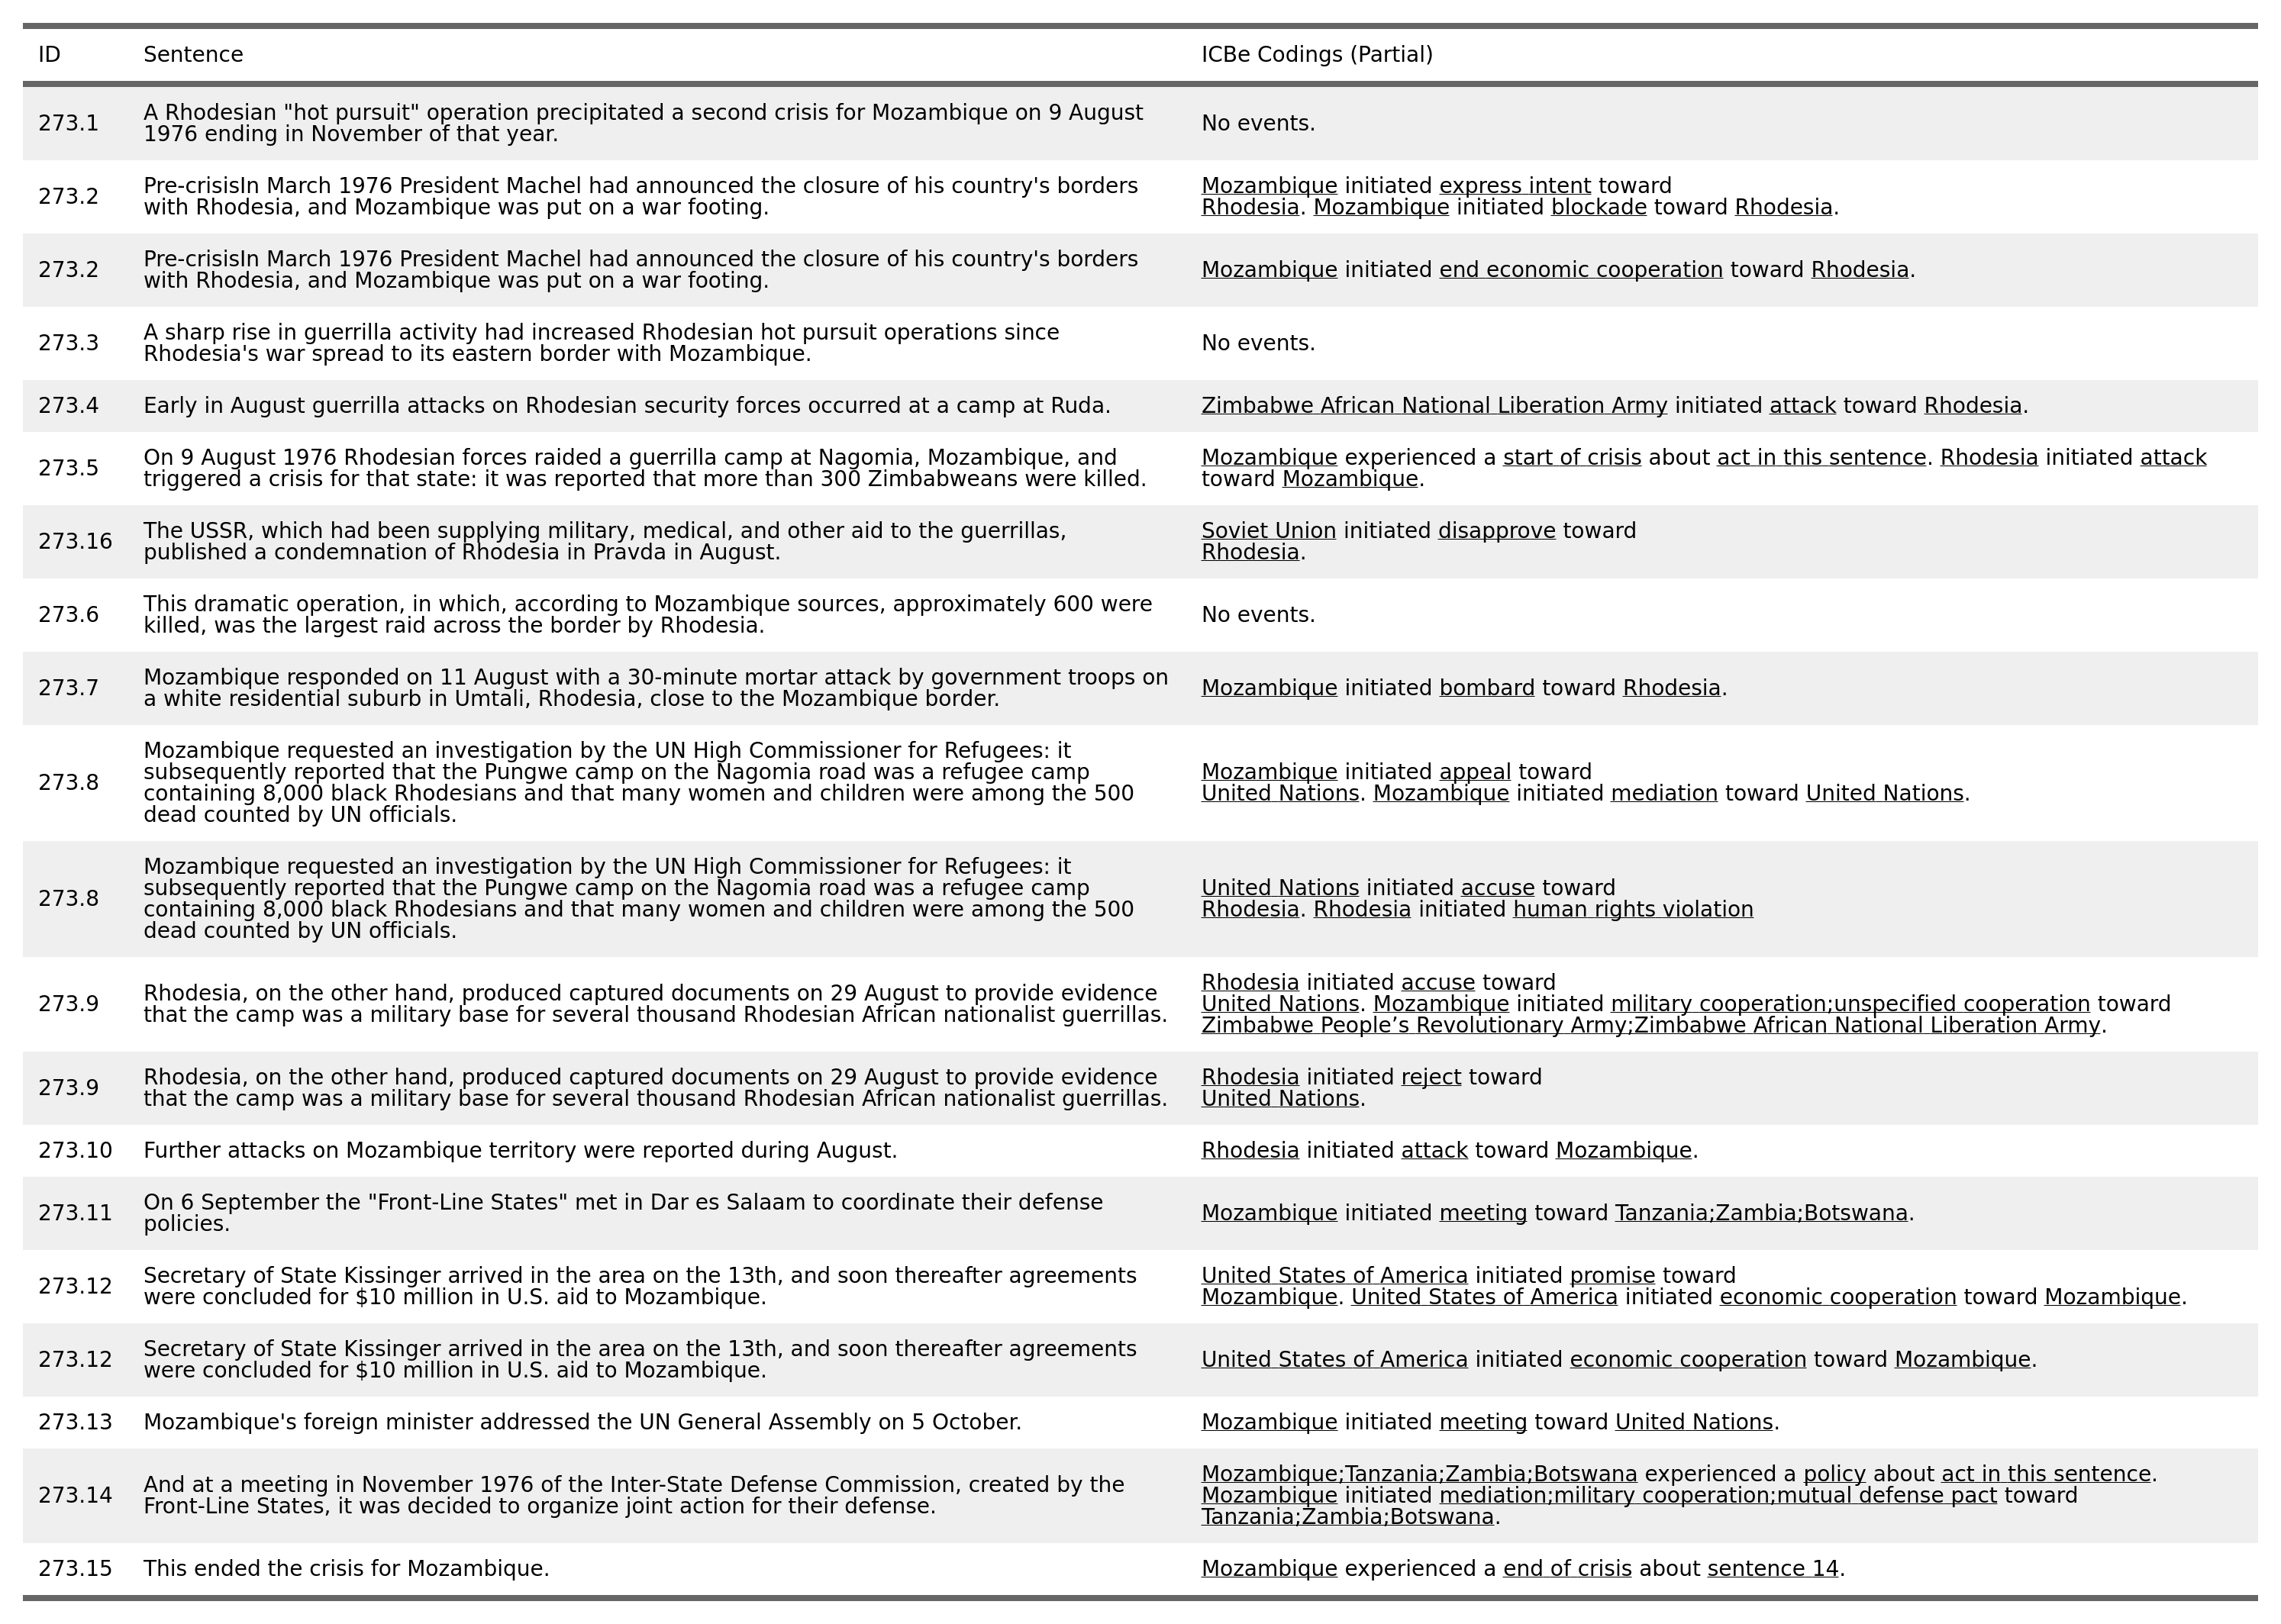 ID Sentence ICBe Codings (Partial)
273.1 A Rhodesian "hot pursuit" operation precipitated a second crisis for Mozambique on 9 August
1976 ending in November of that year.
No events.
273.2 Pre-crisisIn March 1976 President Machel had announced the closure of his country's borders
with Rhodesia, and Mozambique was put on a war footing.
Mozambique initiated express intent toward
Rhodesia. Mozambique initiated blockade toward Rhodesia.
273.2 Pre-crisisIn March 1976 President Machel had announced the closure of his country's borders
with Rhodesia, and Mozambique was put on a war footing.
Mozambique initiated end economic cooperation toward Rhodesia.
273.3 A sharp rise in guerrilla activity had increased Rhodesian hot pursuit operations since
Rhodesia's war spread to its eastern border with Mozambique.
No events.
273.4 Early in August guerrilla attacks on Rhodesian security forces occurred at a camp at Ruda.
Zimbabwe African National Liberation Army initiated attack toward Rhodesia.
273.5 On 9 August 1976 Rhodesian forces raided a guerrilla camp at Nagomia, Mozambique, and
triggered a crisis for that state: it was reported that more than 300 Zimbabweans were killed.
Mozambique experienced a start of crisis about act in this sentence. Rhodesia initiated attack
toward Mozambique.
273.16 The USSR, which had been supplying military, medical, and other aid to the guerrillas,
published a condemnation of Rhodesia in Pravda in August.
Soviet Union initiated disapprove toward
Rhodesia.
273.6 This dramatic operation, in which, according to Mozambique sources, approximately 600 were
killed, was the largest raid across the border by Rhodesia.
No events.
273.7 Mozambique responded on 11 August with a 30-minute mortar attack by government troops on
a white residential suburb in Umtali, Rhodesia, close to the Mozambique border.
Mozambique initiated bombard toward Rhodesia.
273.8 Mozambique requested an investigation by the UN High Commissioner for Refugees: it
subsequently reported that the Pungwe camp on the Nagomia road was a refugee camp
containing 8,000 black Rhodesians and that many women and children were among the 500
dead counted by UN officials.
Mozambique initiated appeal toward
United Nations. Mozambique initiated mediation toward United Nations.
273.8 Mozambique requested an investigation by the UN High Commissioner for Refugees: it
subsequently reported that the Pungwe camp on the Nagomia road was a refugee camp
containing 8,000 black Rhodesians and that many women and children were among the 500
dead counted by UN officials.
United Nations initiated accuse toward
Rhodesia. Rhodesia initiated human rights violation
273.9 Rhodesia, on the other hand, produced captured documents on 29 August to provide evidence
that the camp was a military base for several thousand Rhodesian African nationalist guerrillas.
Rhodesia initiated accuse toward
United Nations. Mozambique initiated military cooperation;unspecified cooperation toward
Zimbabwe People’s Revolutionary Army;Zimbabwe African National Liberation Army.
273.9 Rhodesia, on the other hand, produced captured documents on 29 August to provide evidence
that the camp was a military base for several thousand Rhodesian African nationalist guerrillas.
Rhodesia initiated reject toward
United Nations.
273.10 Further attacks on Mozambique territory were reported during August.
Rhodesia initiated attack toward Mozambique.
273.11 On 6 September the "Front-Line States" met in Dar es Salaam to coordinate their defense
policies.
Mozambique initiated meeting toward Tanzania;Zambia;Botswana.
273.12 Secretary of State Kissinger arrived in the area on the 13th, and soon thereafter agreements
were concluded for $10 million in U.S. aid to Mozambique.
United States of America initiated promise toward
Mozambique. United States of America initiated economic cooperation toward Mozambique.
273.12 Secretary of State Kissinger arrived in the area on the 13th, and soon thereafter agreements
were concluded for $10 million in U.S. aid to Mozambique.
United States of America initiated economic cooperation toward Mozambique.
273.13 Mozambique's foreign minister addressed the UN General Assembly on 5 October.
Mozambique initiated meeting toward United Nations.
273.14 And at a meeting in November 1976 of the Inter-State Defense Commission, created by the
Front-Line States, it was decided to organize joint action for their defense.
Mozambique;Tanzania;Zambia;Botswana experienced a policy about act in this sentence.
Mozambique initiated mediation;military cooperation;mutual defense pact toward
Tanzania;Zambia;Botswana.
273.15 This ended the crisis for Mozambique.
Mozambique experienced a end of crisis about sentence 14.